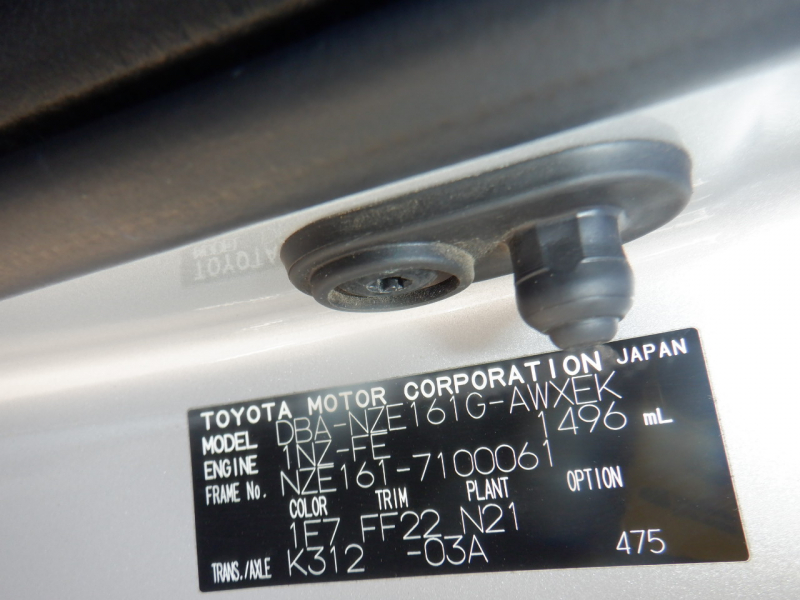 TOYOTA MOTOR CORPORATION JAPAN
MODEL DBA-NZE161G-AWXEK
ENGINE 1NZ-FE 1496 mL
FRAME No. NZE161-7100061
COLOR TRIM PLANT OPTION
1E7 FF22 N21
TRANS./AXLE K312 -03A 475